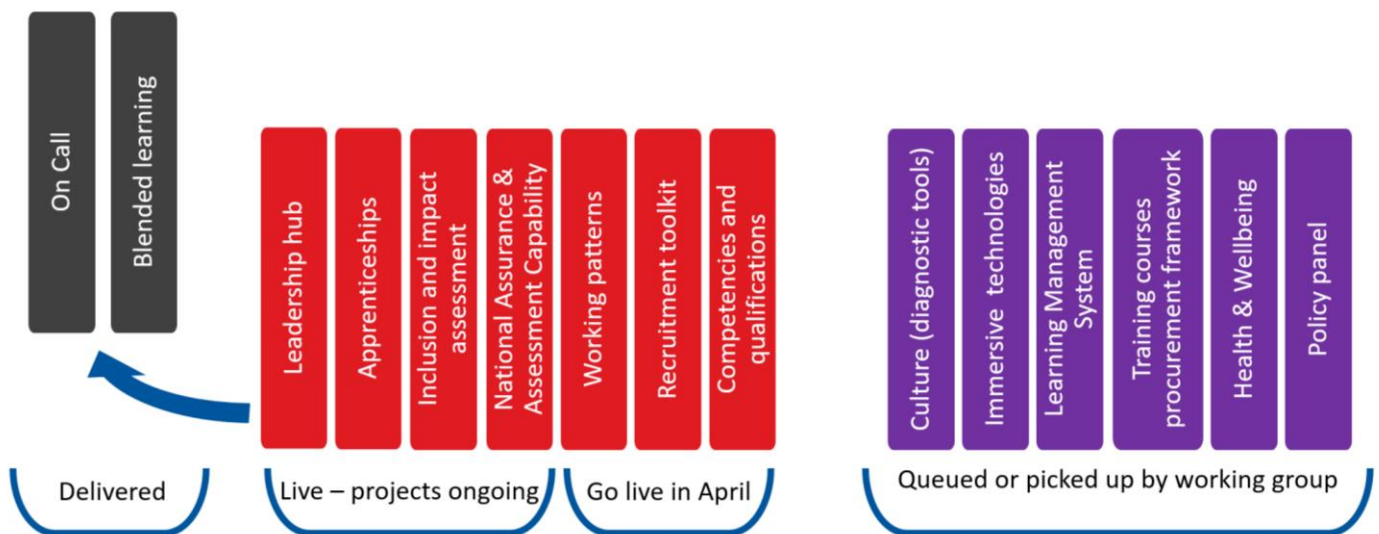 On Call
Blended learning
Leadership hub
Apprenticeships
Inclusion and impact
assessment
National Assurance &
Assessment Capability
Working patterns
Recruitment toolkit
Competencies and
qualifications
Culture (diagnostic tools)
Immersive technologies
Learning Management
System
Training courses
procurement framework
Health & Wellbeing
Policy panel
Delivered
Live – projects ongoing
Go live in April
Queued or picked up by working group